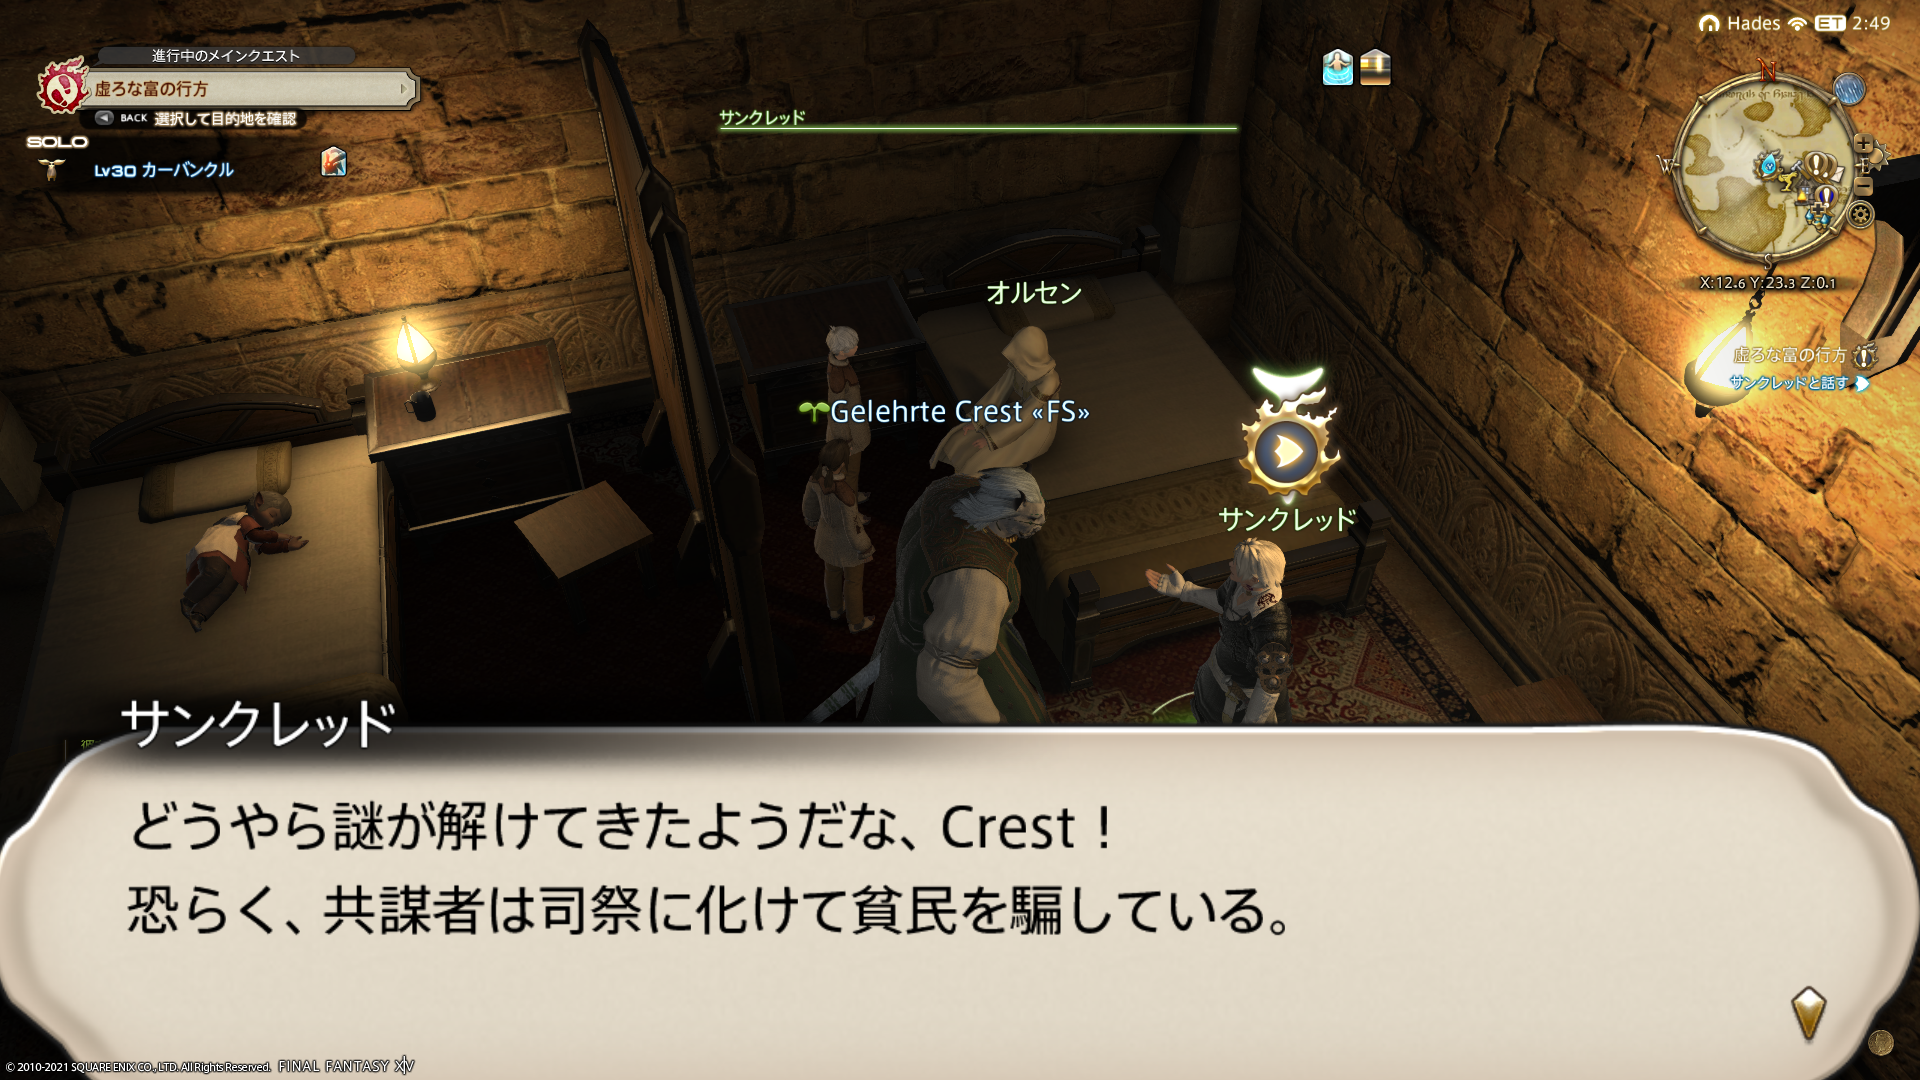 Hades ET 2:49
進行中のメインクエスト
虚ろな富の行方
BACK 選択して目的地を確認
SOLO
Lv30 カーバンクル
サンクレッド
N
W
E
S
X:12.6 Y:23.3 Z:0.1
虚ろな富の行方
サンクレッドと話す
オルセン
Gelehrte Crest «FS»
サンクレッド
サンクレッド
どうやら謎が解けてきたようだな、Crest！
恐らく、共謀者は司祭に化けて貧民を騙している。
© 2010-2021 SQUARE ENIX CO., LTD. All Rights Reserved. FINAL FANTASY XIV